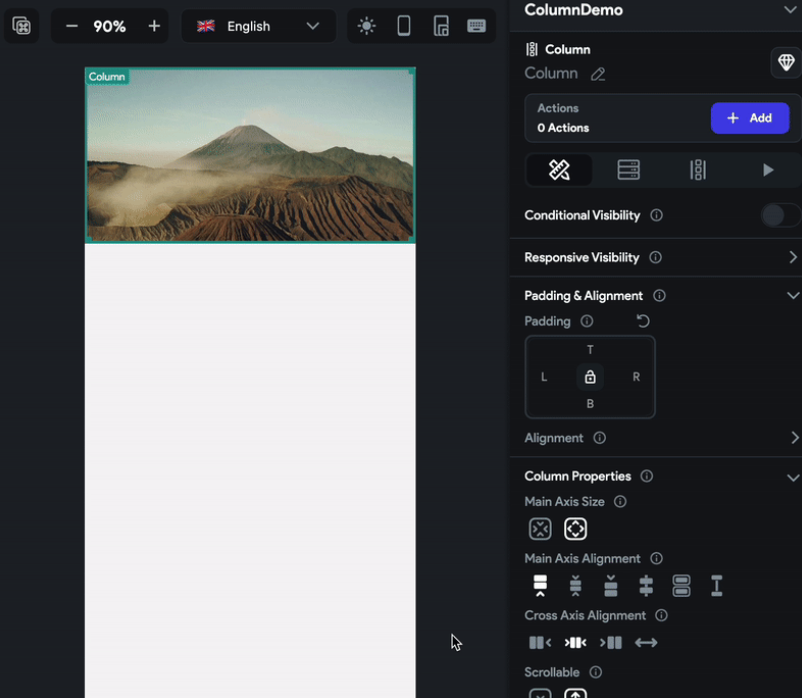 ColumnDemo
90%
English
Column
Column
Column
Actions
0 Actions
Add
Conditional Visibility
Responsive Visibility
Padding & Alignment
Padding
T
L
R
B
Alignment
Column Properties
Main Axis Size
Main Axis Alignment
Cross Axis Alignment
Scrollable